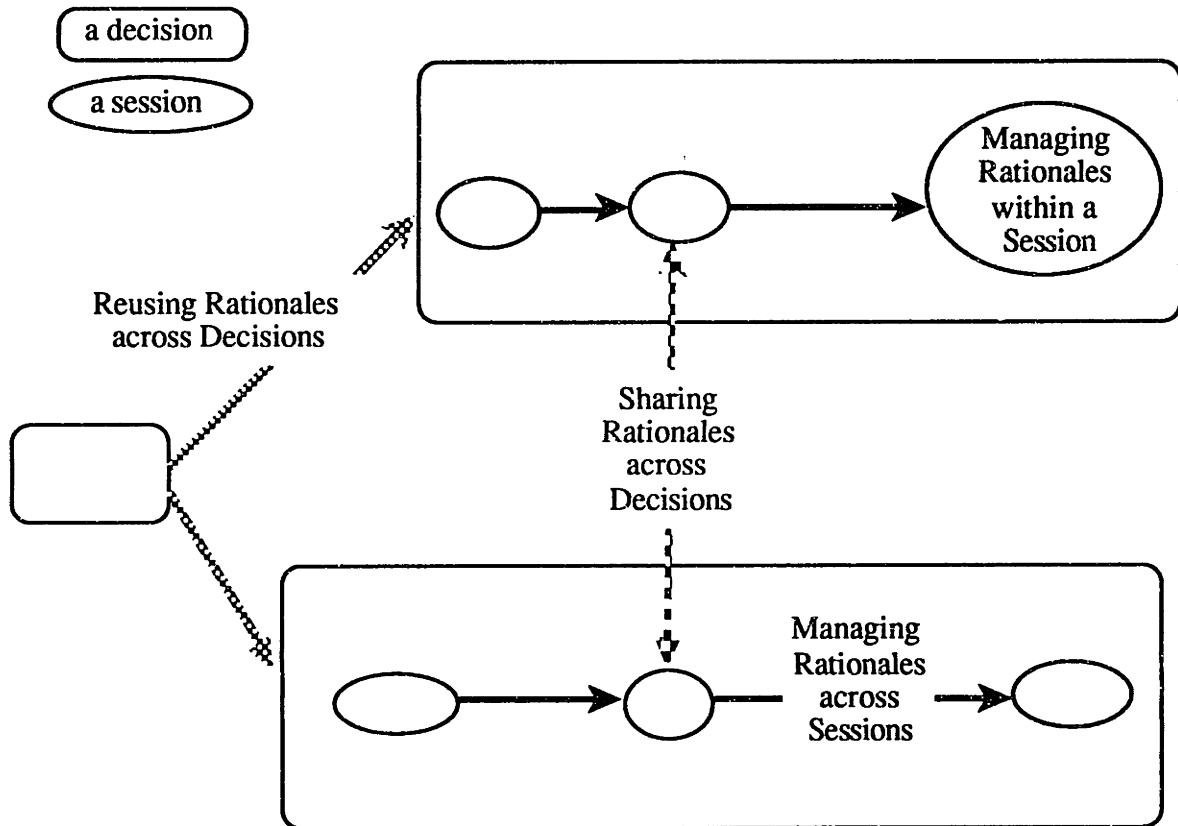 a decision
a session
Managing
Rationales
within a
Session
Reusing Rationales
across Decisions
Sharing
Rationales
across
Decisions
Managing
Rationales
across
Sessions